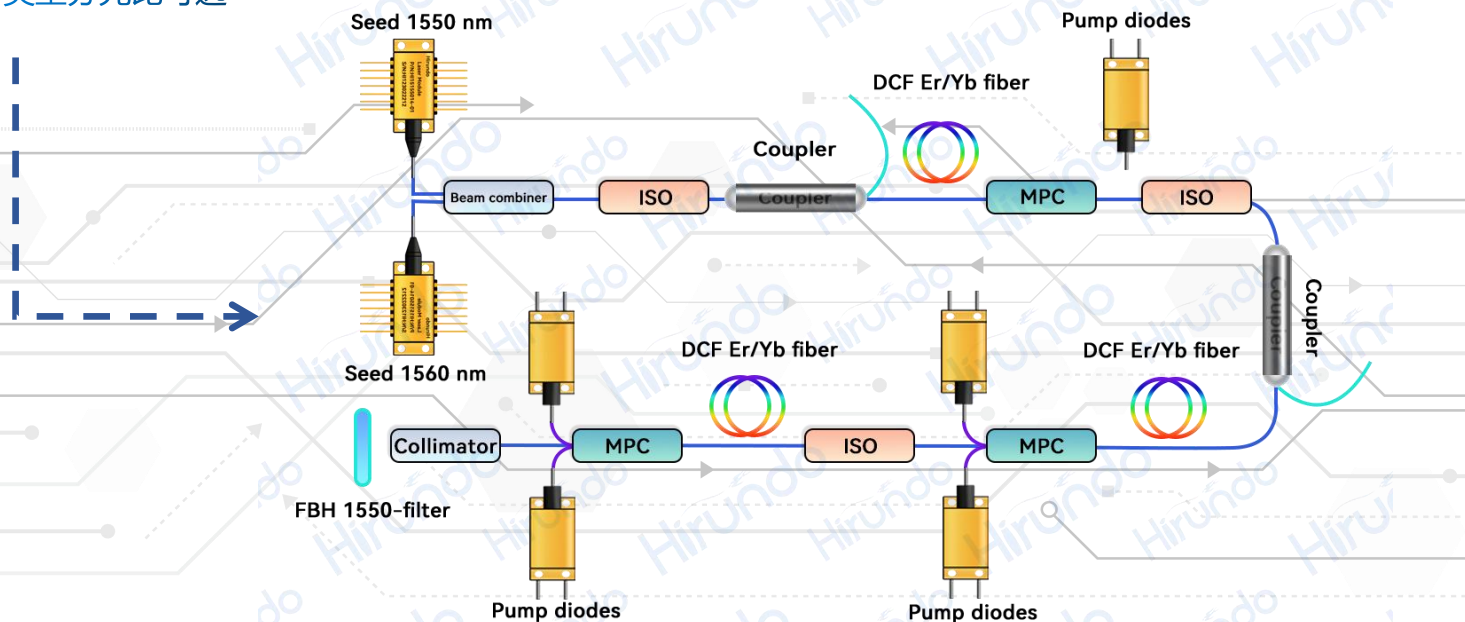 Seed 1550 nm
Pump diodes
DCF Er/Yb fiber
Coupler
Beam combiner
ISO
Coupler
MPC
ISO
Coupler
Coupler
Seed 1560 nm
DCF Er/Yb fiber
DCF Er/Yb fiber
Collimator
MPC
ISO
MPC
FBH 1550-filter
Pump diodes
Pump diodes
Hirundo